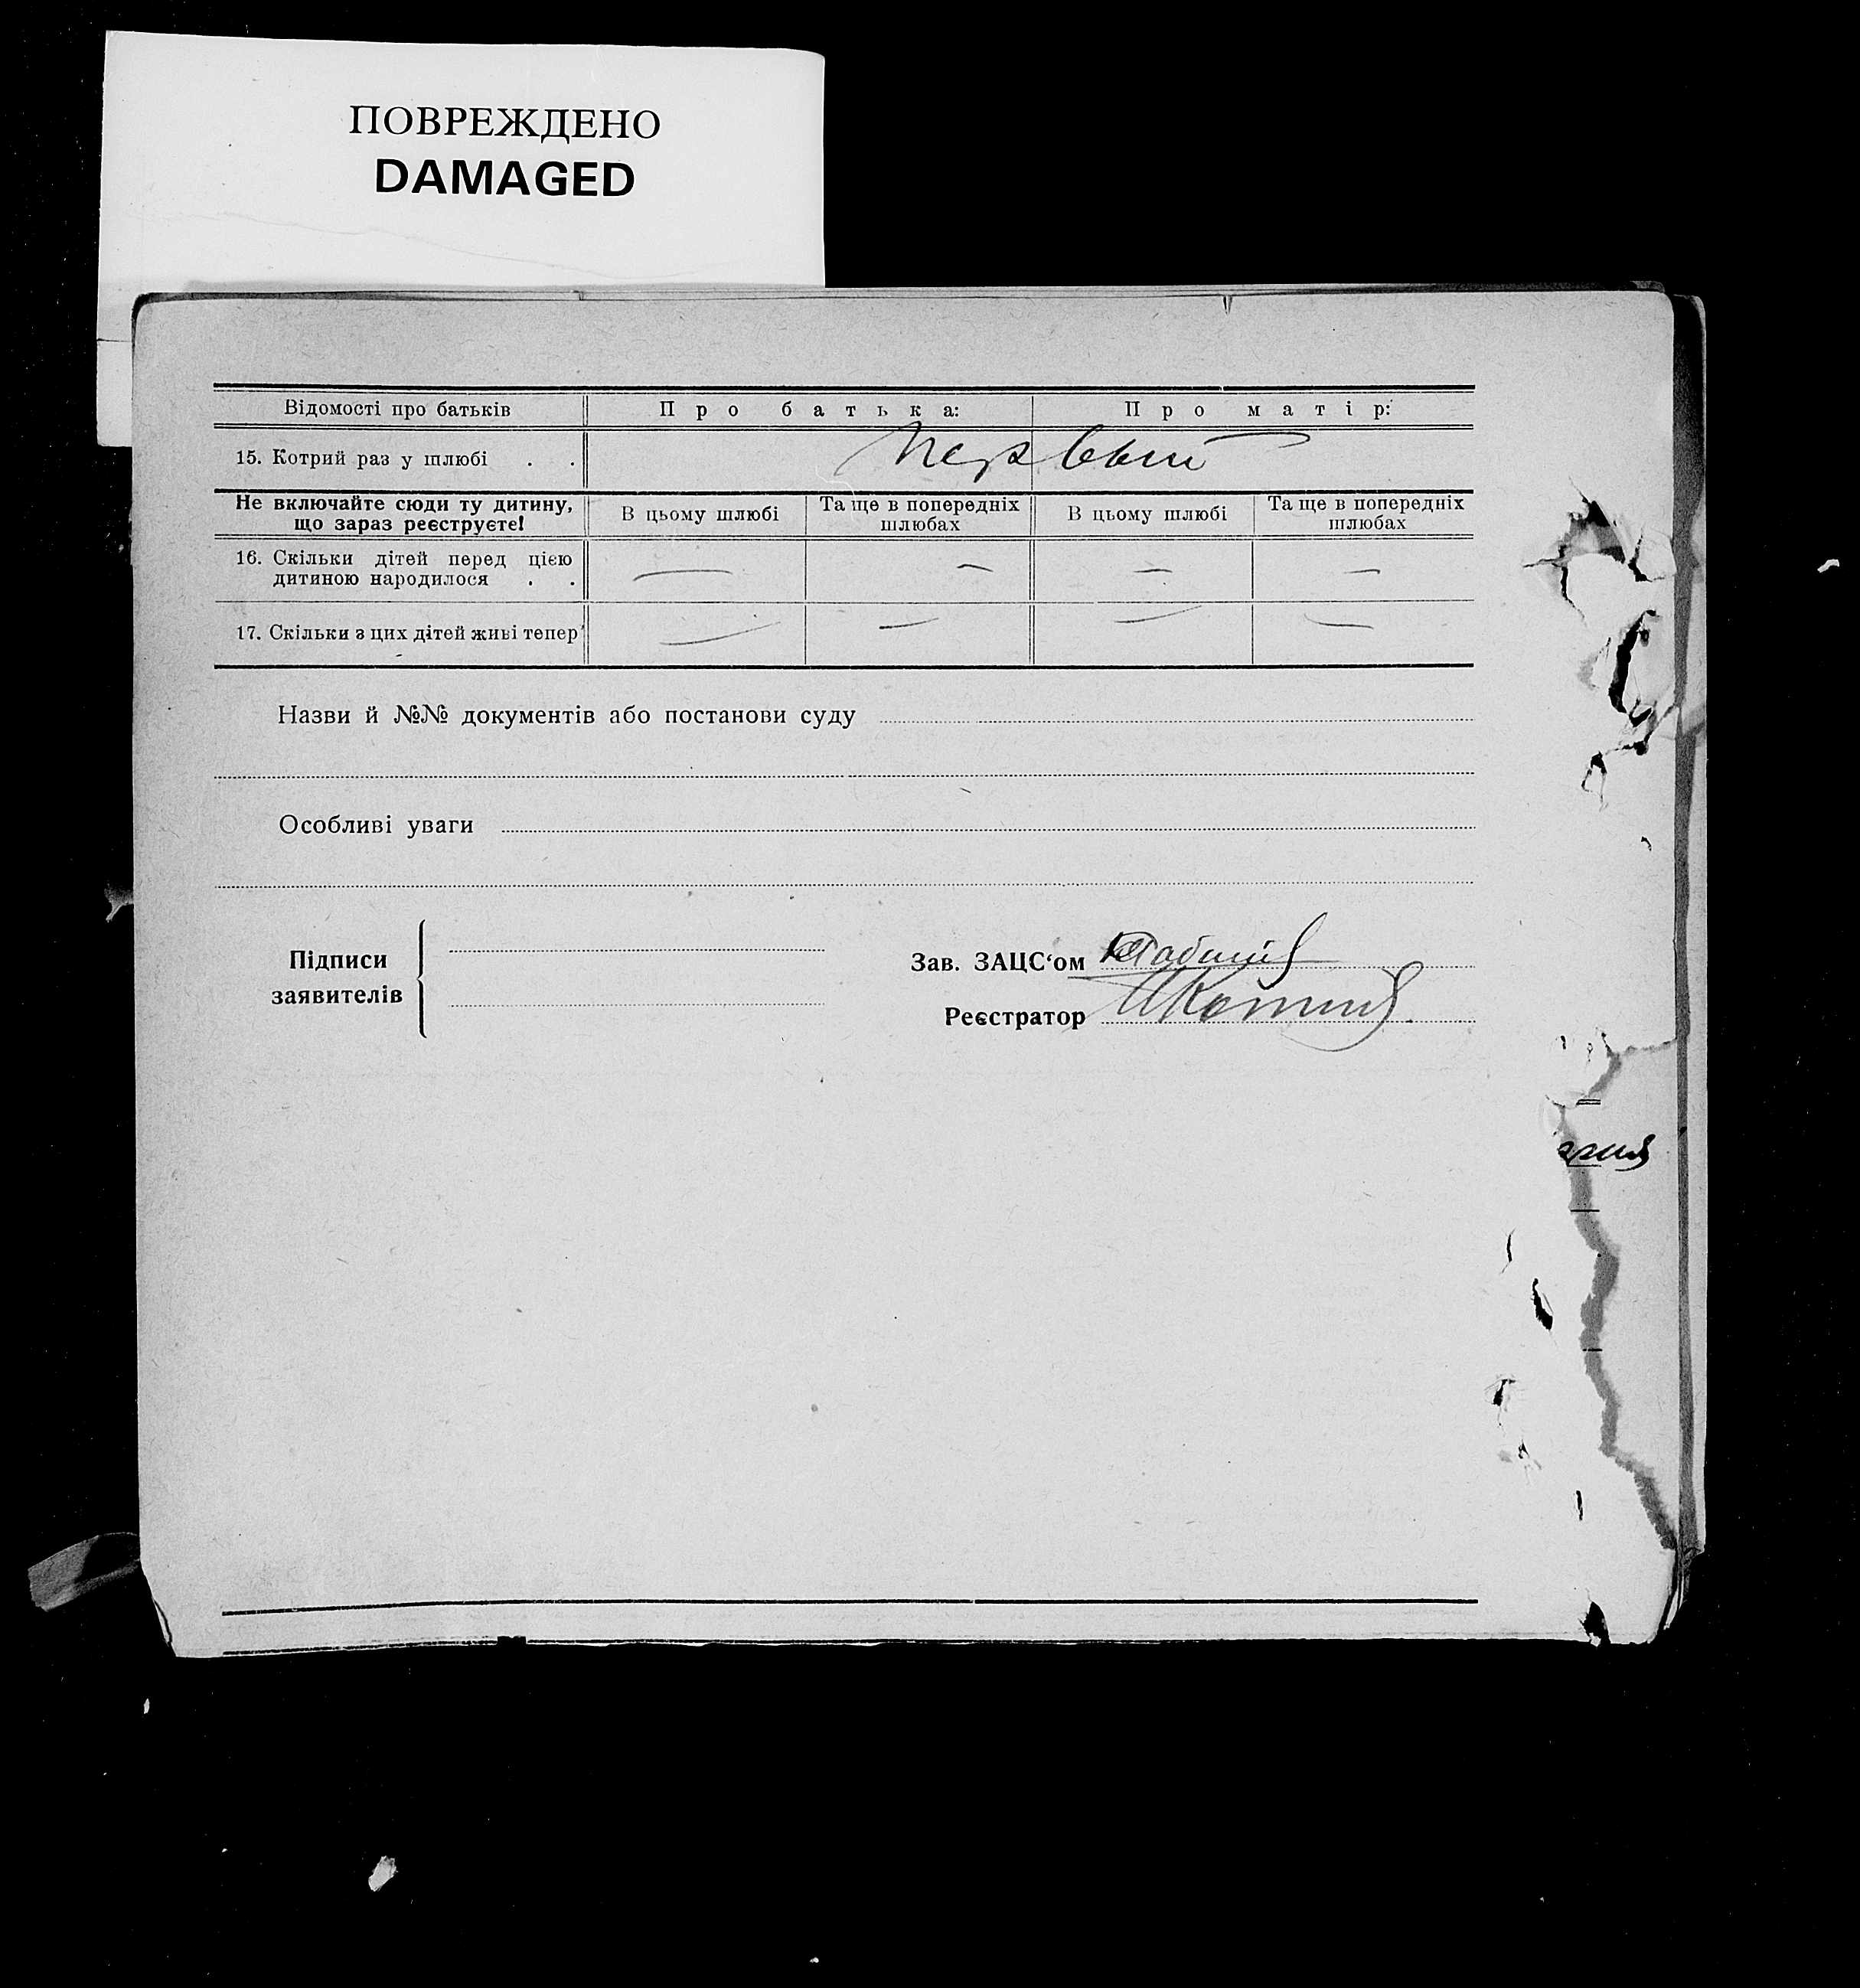 ПОВРЕЖДЕНО
DAMAGED
Відомості про батьків Про батька: Про матір:
15. Котрий раз у шлюбі . . первый
Не включайте сюди ту дитину, що зараз реєструєте! В цьому шлюбі Та ще в попередніх шлюбах В цьому шлюбі Та ще в попередніх шлюбах
16. Скільки дітей перед цією
дитиною народилося . . — — — —
17. Скільки з цих дітей живі тепер — — — —
Назви й №№ документів або постанови суду
Особливі уваги
Підписи
заявителів
Зав. ЗАЦС‘ом
Реєстратор